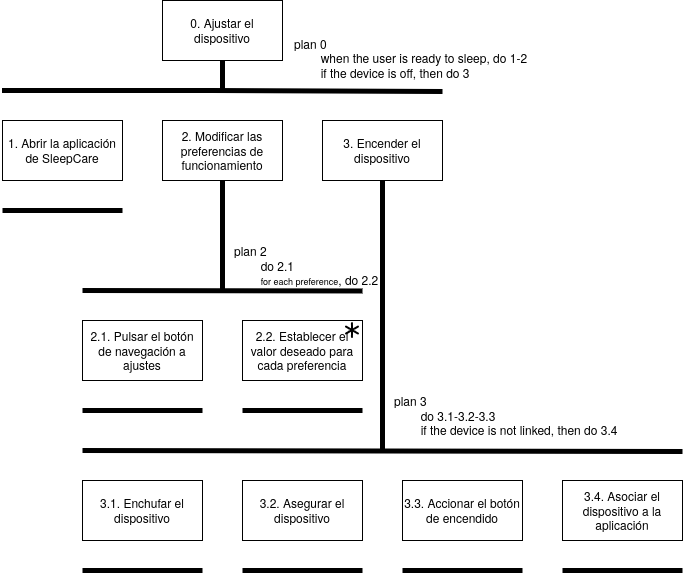 0. Ajustar el
dispositivo
plan 0
when the user is ready to sleep, do 1-2
if the device is off, then do 3
1. Abrir la aplicación
de SleepCare
2. Modificar las
preferencias de
funcionamiento
3. Encender el
dispositivo
plan 2
do 2.1
for each preference, do 2.2
2.1. Pulsar el botón
de navegación a
ajustes
2.2. Establecer el
valor deseado para
cada preferencia
*
plan 3
do 3.1-3.2-3.3
if the device is not linked, then do 3.4
3.1. Enchufar el
dispositivo
3.2. Asegurar el
dispositivo
3.3. Accionar el botón
de encendido
3.4. Asociar el
dispositivo a la
aplicación